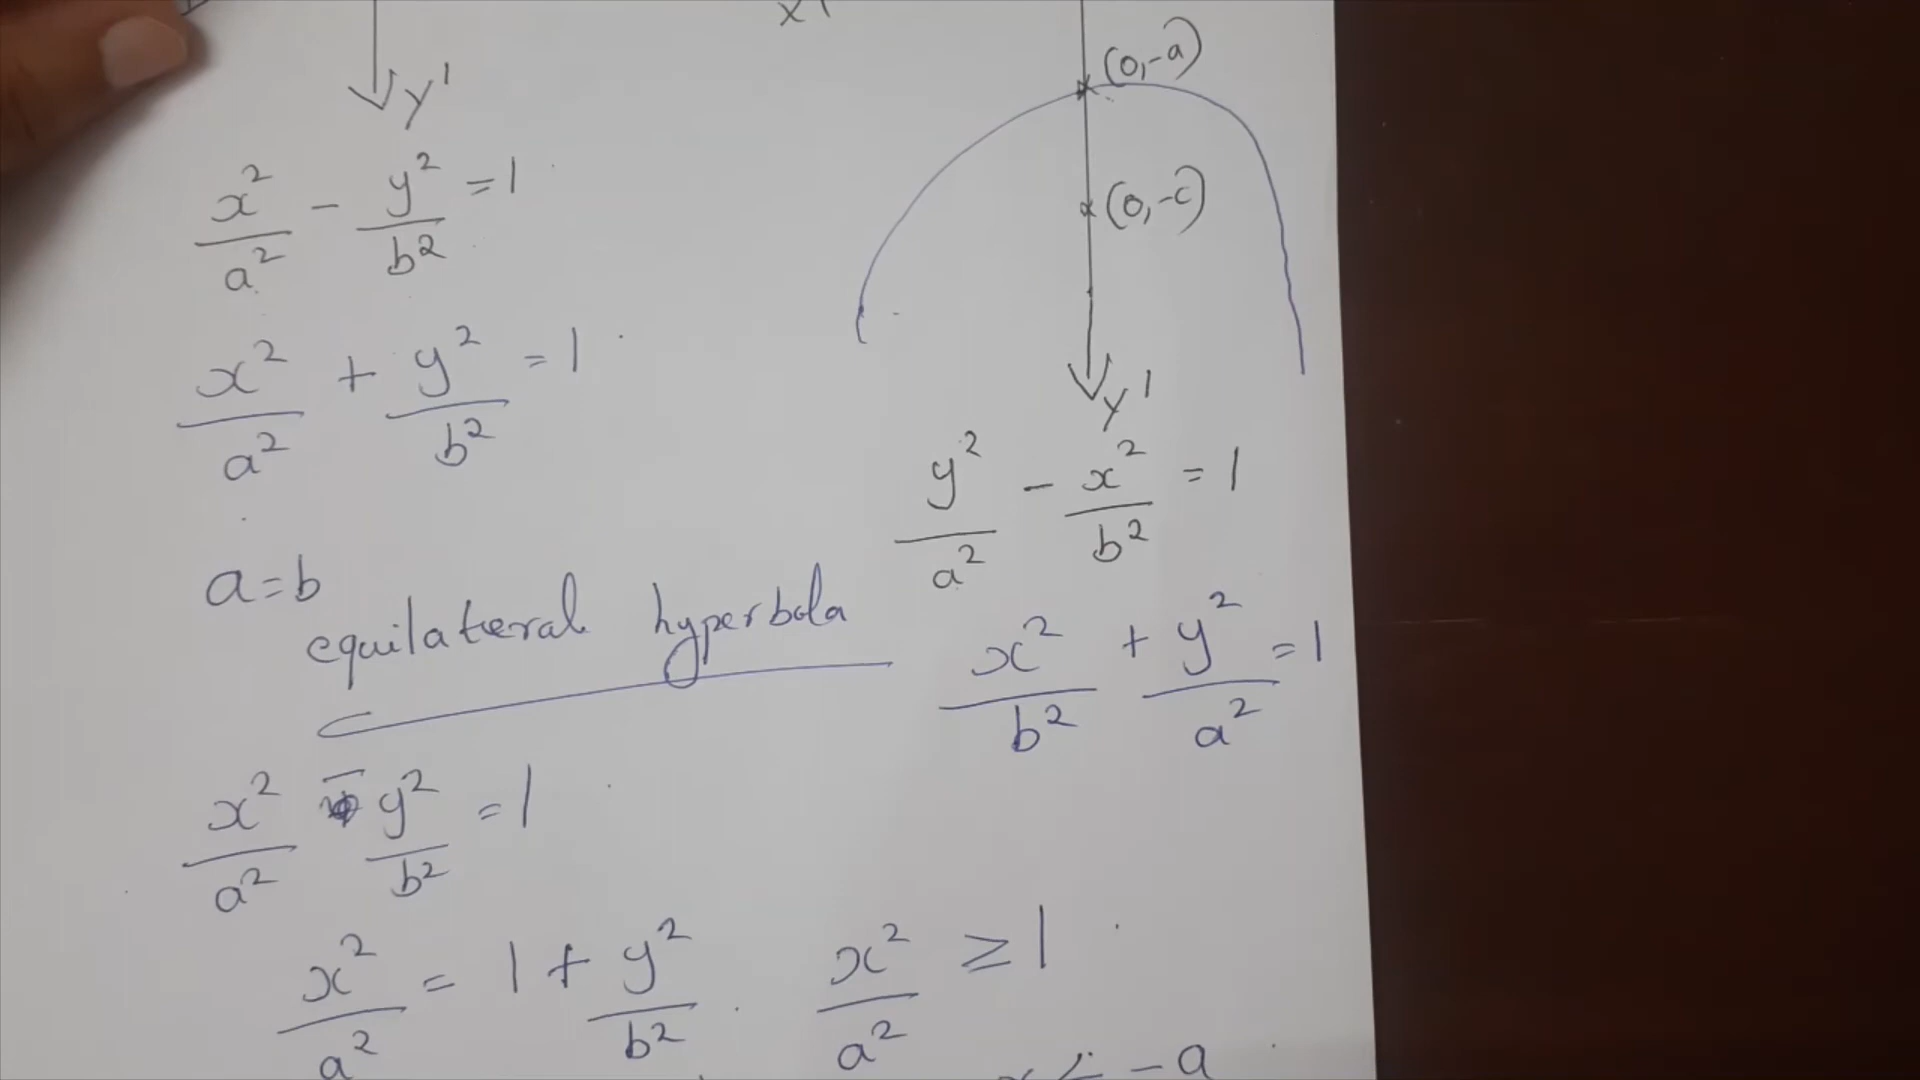 x'
Y'
(0,-a)
(0,-c)
Y'
x²/a² - y²/b² = 1
x²/a² + y²/b² = 1
y²/a² - x²/b² = 1
a=b
equilateral hyperbola
x²/b² + y²/a² = 1
x²/a² - y²/b² = 1
x²/a² = 1 + y²/b². x²/a² ≥ 1
- a